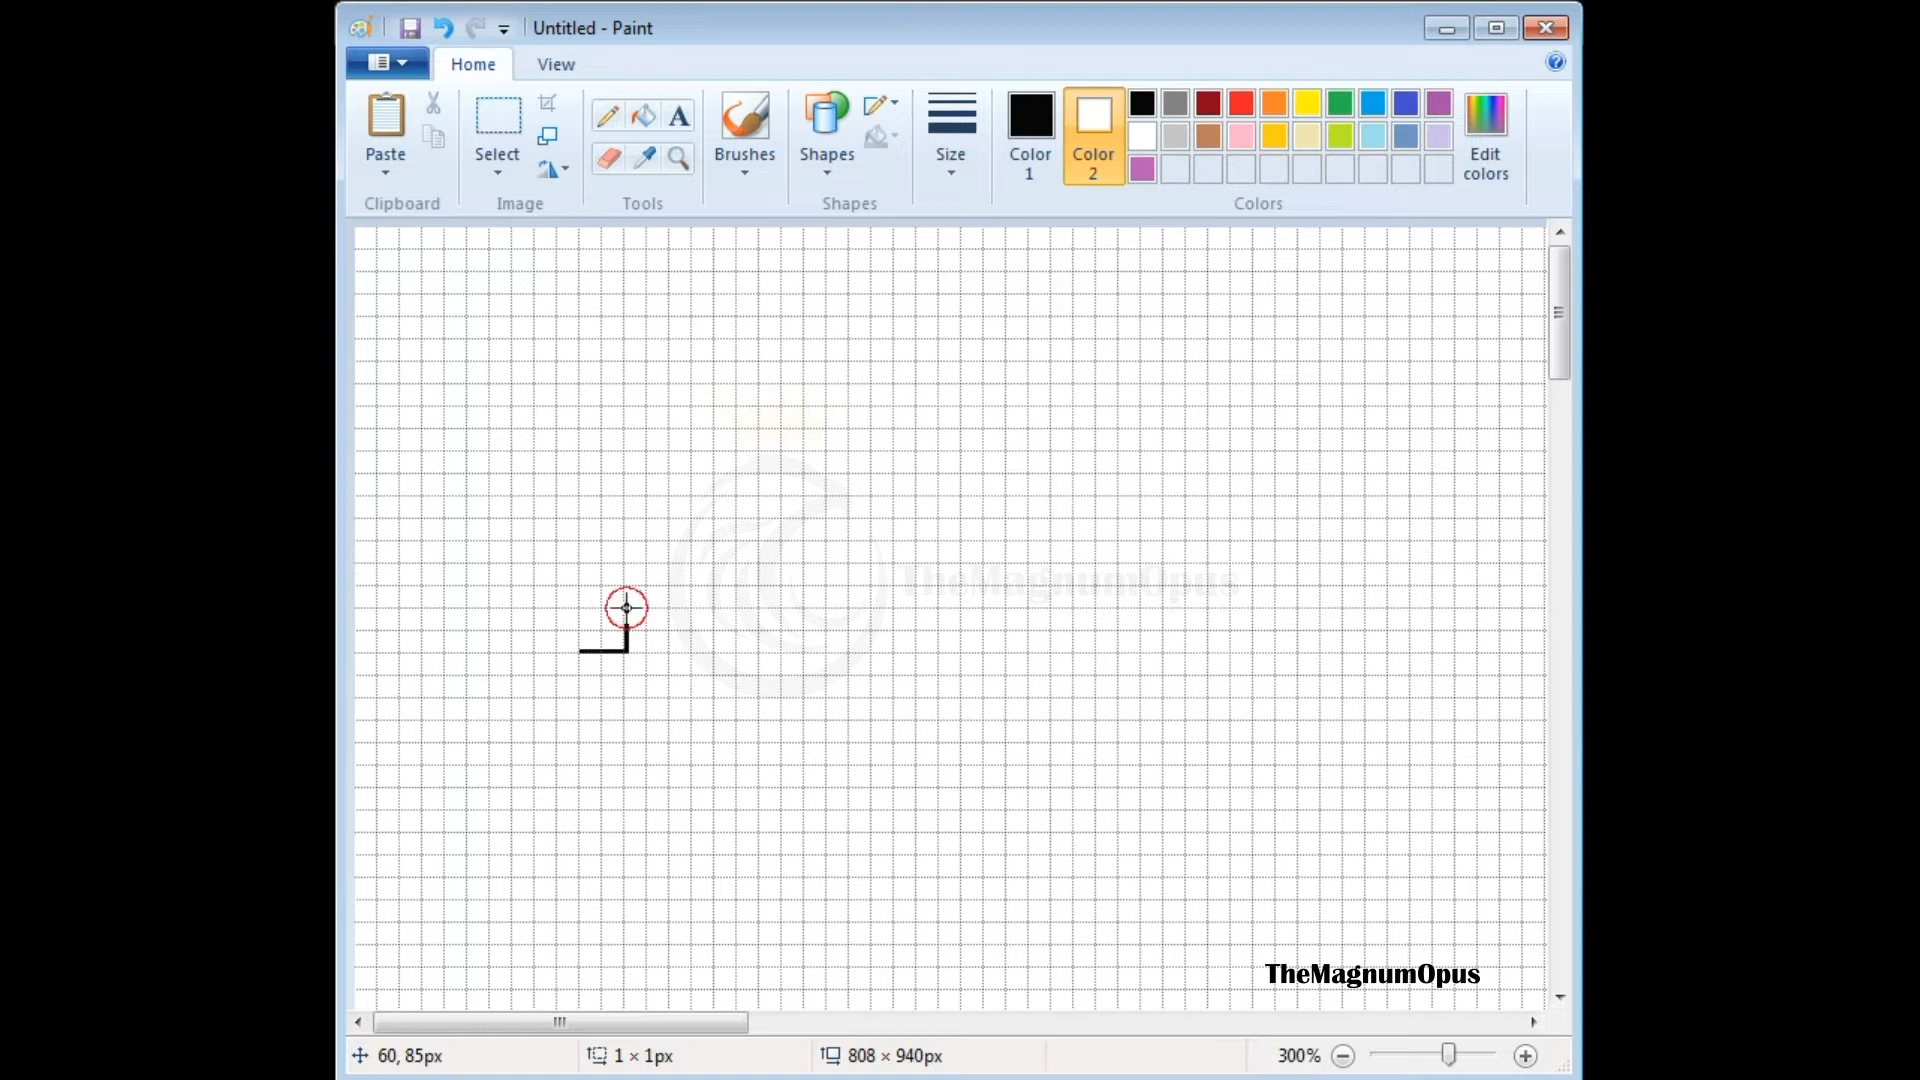 Untitled - Paint
Home
View
Paste
Select
A
Brushes
Shapes
Size
Color
1
Color
2
Edit
colors
Clipboard
Image
Tools
Shapes
Colors
TheMagnumOpus
TheMagnumOpus
60, 85px
1 × 1px
808 × 940px
300%